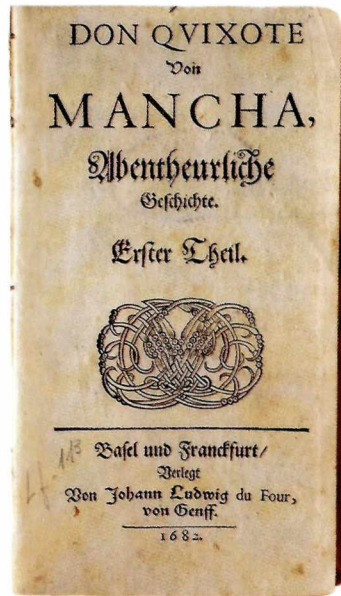 DON QVIXOTE
Von
MANCHA,
Abentheurliche
Geschichte.
Erster Theil.
Basel und Franckfurt/
Verlegt
Von Johann Ludwig du Four,
von Genff.
1682.